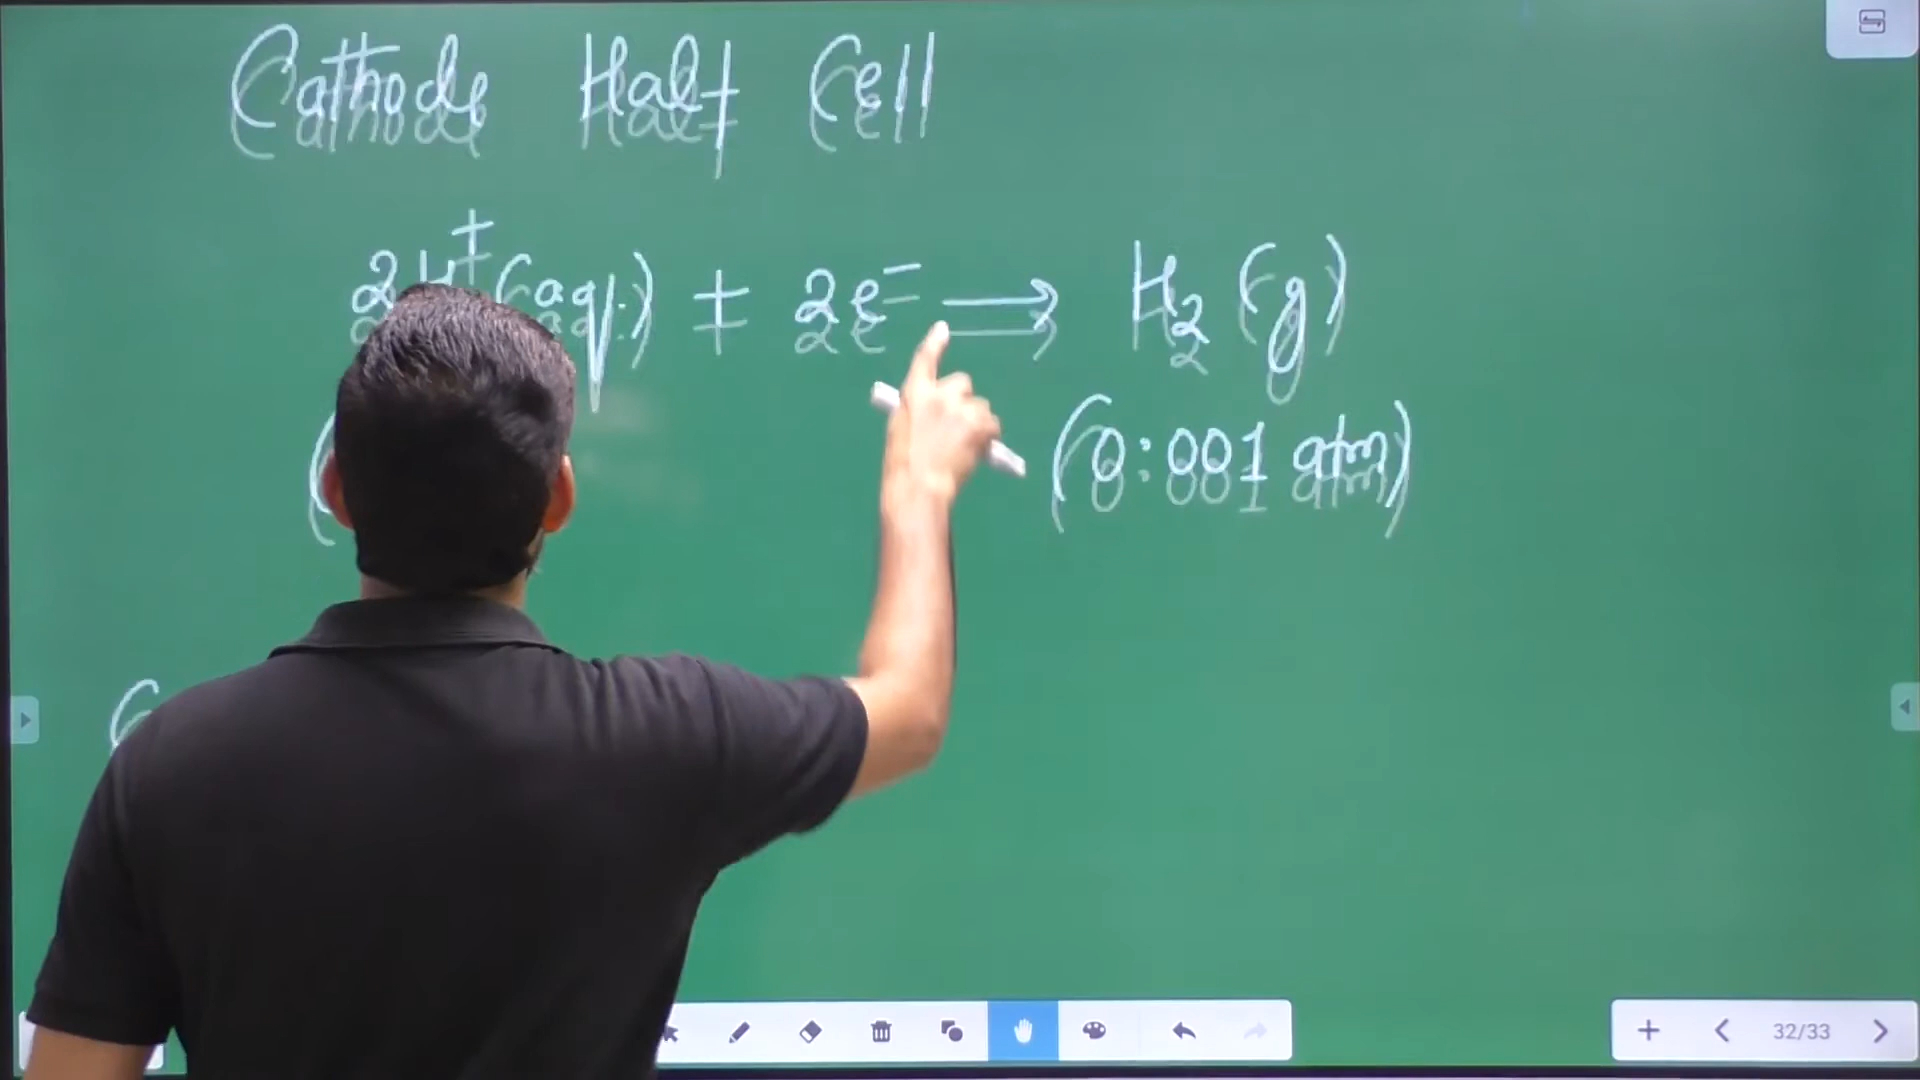 Cathode Half Cell
2H⁺(aq.) + 2e⁻ → H₂ (g)
(
(0.001 atm)
32/33